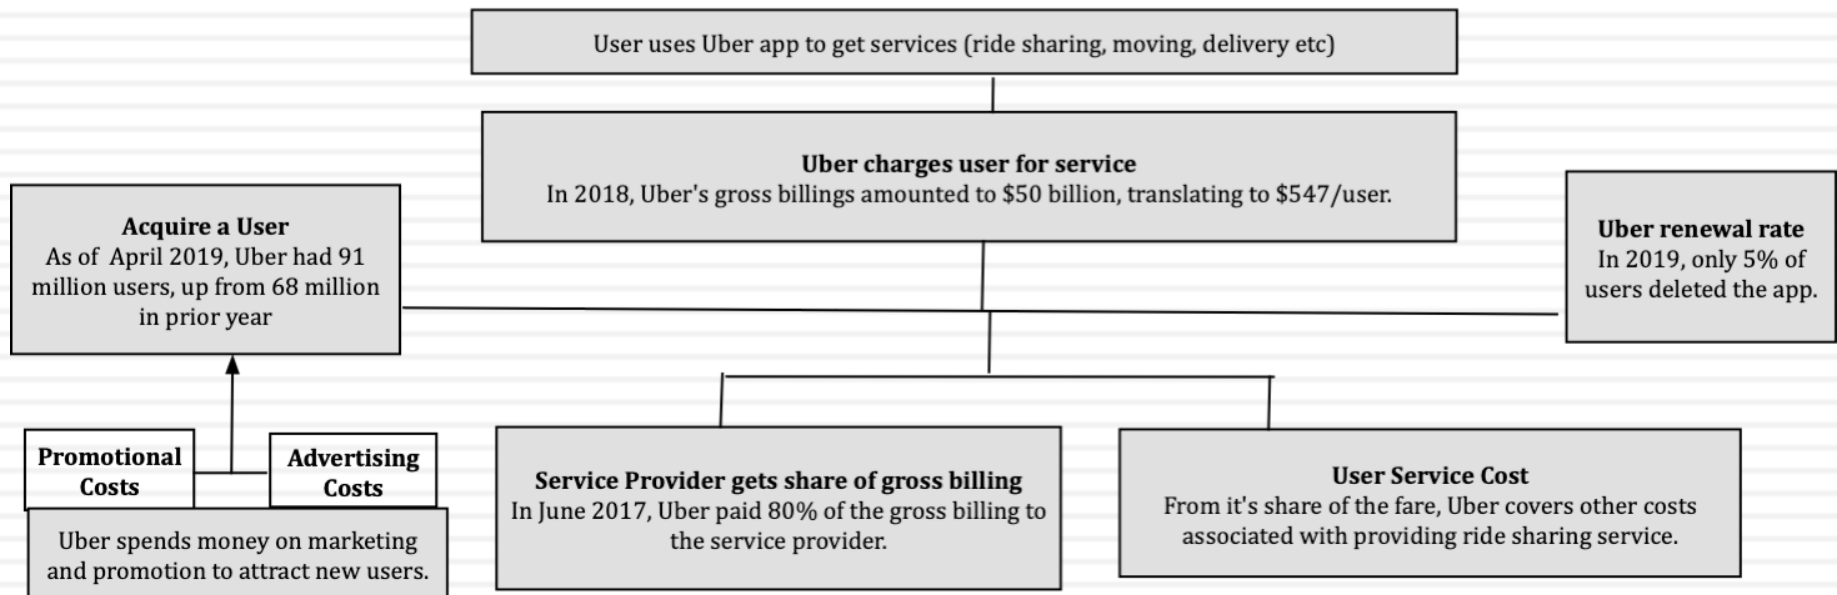 User uses Uber app to get services (ride sharing, moving, delivery etc)
Uber charges user for service
In 2018, Uber's gross billings amounted to $50 billion, translating to $547/user.
Acquire a User
As of April 2019, Uber had 91
million users, up from 68 million
in prior year
Uber renewal rate
In 2019, only 5% of
users deleted the app.
Promotional
Costs
Advertising
Costs
Uber spends money on marketing
and promotion to attract new users.
Service Provider gets share of gross billing
In June 2017, Uber paid 80% of the gross billing to
the service provider.
User Service Cost
From it's share of the fare, Uber covers other costs
associated with providing ride sharing service.